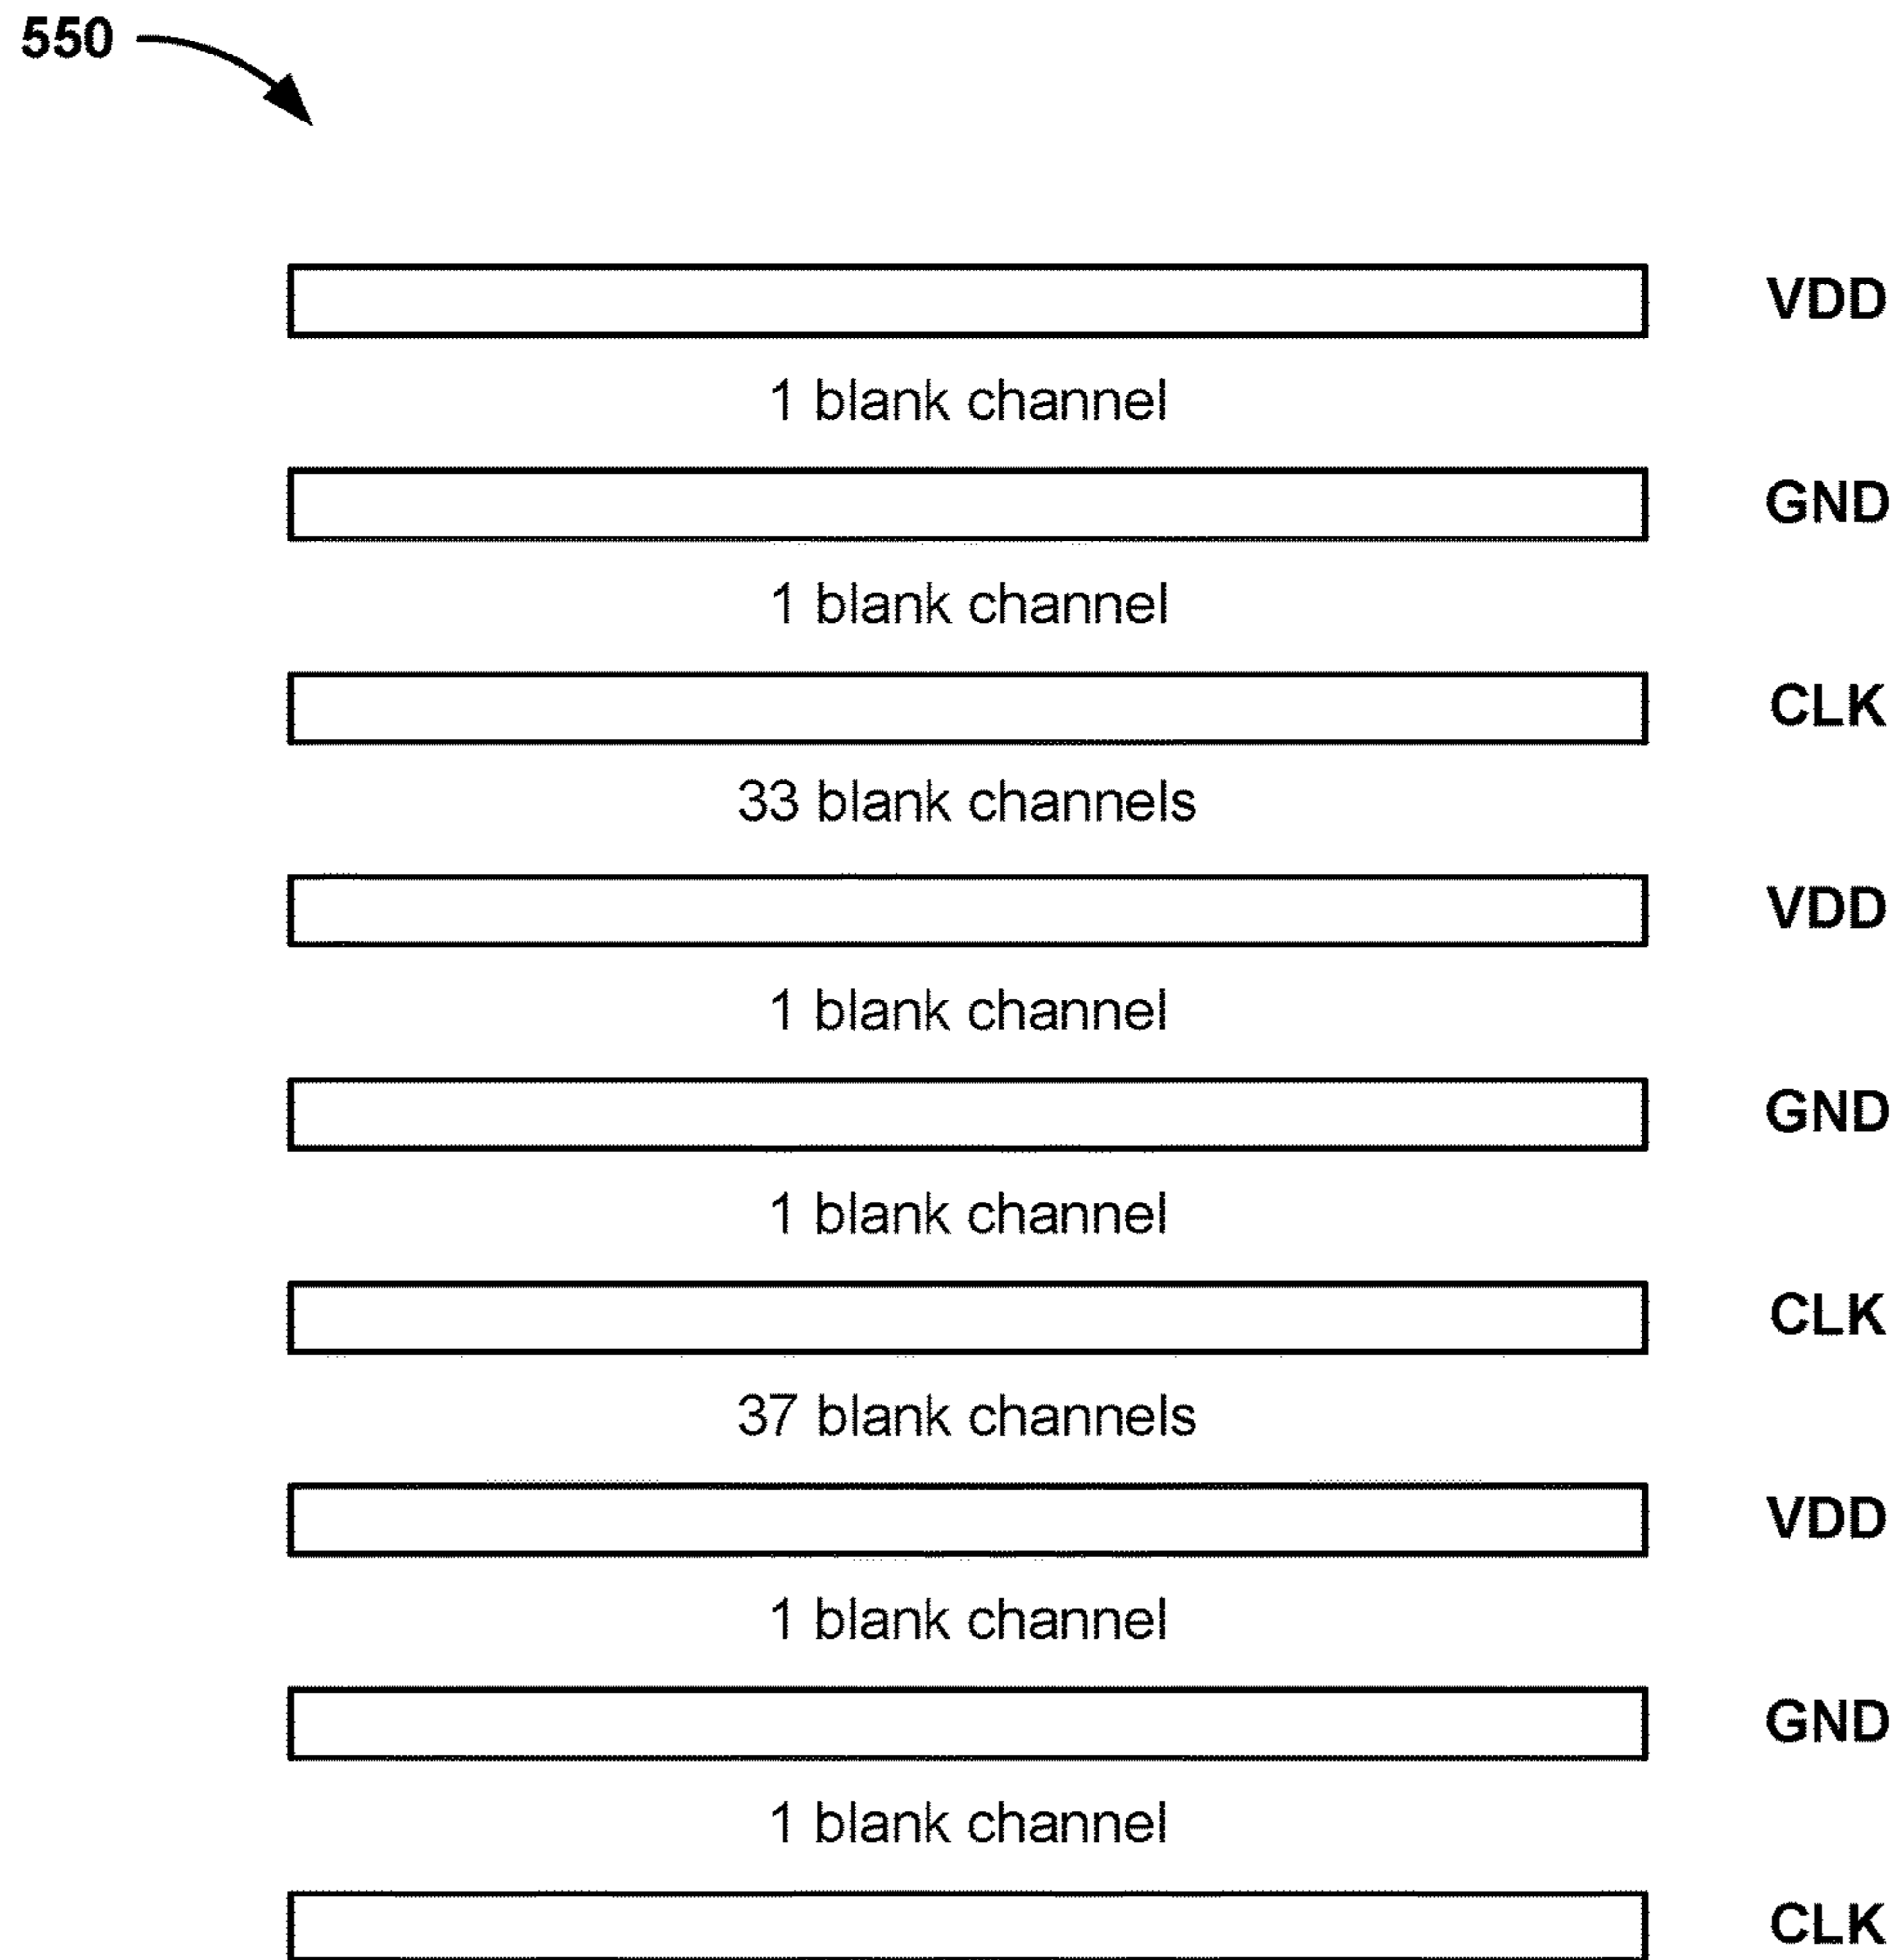 550
VDD
1 blank channel
GND
1 blank channel
CLK
33 blank channels
VDD
1 blank channel
GND
1 blank channel
CLK
37 blank channels
VDD
1 blank channel
GND
1 blank channel
CLK